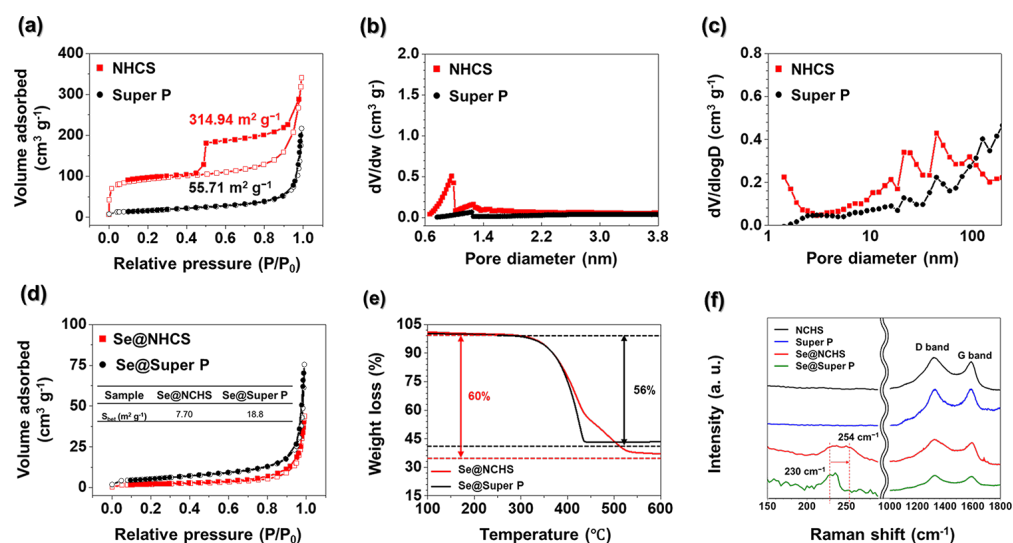 (a)
Volume adsorbed
(cm³ g⁻¹)
400
300
200
100
0
NHCS
Super P
314.94 m² g⁻¹
55.71 m² g⁻¹
0.0 0.2 0.4 0.6 0.8 1.0
Relative pressure (P/P₀)
(b)
dV/dw (cm³ g⁻¹)
2.0
1.5
1.0
0.5
0.0
NHCS
Super P
0.6 1.4 2.2 3.0 3.8
Pore diameter (nm)
(c)
dV/dlogD (cm³ g⁻¹)
0.8
0.6
0.4
0.2
0.0
NHCS
Super P
1 10 100
Pore diameter (nm)
(d)
Volume adsorbed
(cm³ g⁻¹)
100
75
50
25
0
Se@NHCS
Se@Super P
Sample Se@NCHS Se@Super P
S_bet (m² g⁻¹) 7.70 18.8
0.0 0.2 0.4 0.6 0.8 1.0
Relative pressure (P/P₀)
(e)
Weight loss (%)
105
90
75
60
45
30
15
60%
56%
Se@NCHS
Se@Super P
100 200 300 400 500 600
Temperature (℃)
(f)
Intensity (a. u.)
NCHS
Super P
Se@NCHS
Se@Super P
D band
G band
254 cm⁻¹
230 cm⁻¹
150 200 250 1000 1200 1400 1600 1800
Raman shift (cm⁻¹)